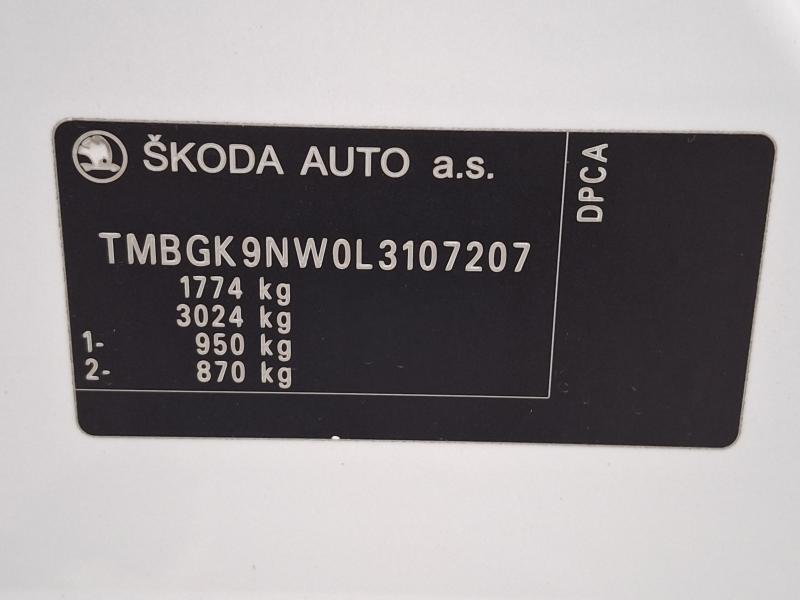 ŠKODA AUTO a.s.
TMBGK9NW0L3107207
1774 kg
3024 kg
1- 950 kg
2- 870 kg
DPCA